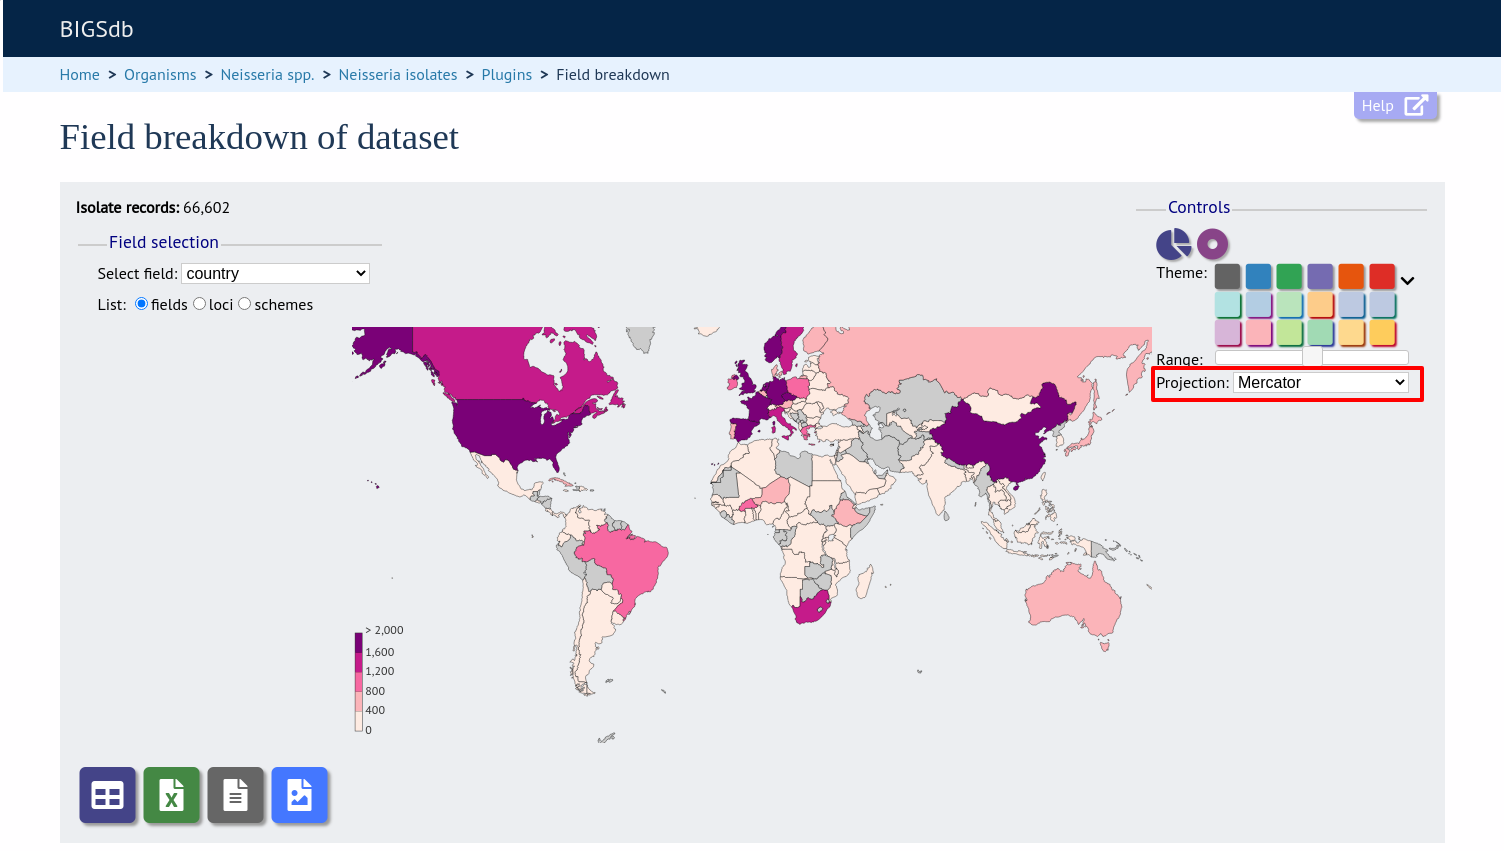 BIGSdb
Home > Organisms > Neisseria spp. > Neisseria isolates > Plugins > Field breakdown
Help
Field breakdown of dataset
Isolate records: 66,602
Field selection
Select field: country
List: fields loci schemes
Controls
Theme:
Range:
Projection: Mercator
> 2,000
1,600
1,200
800
400
0